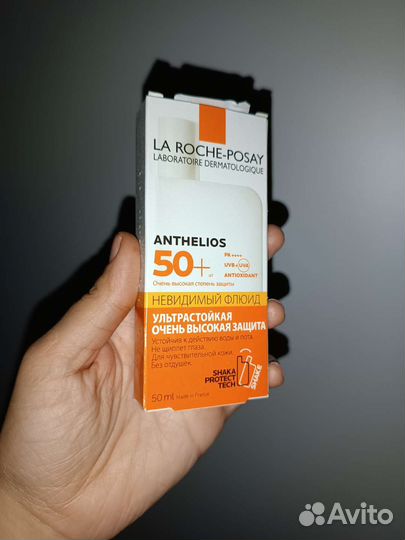 LA ROCHE-POSAY
LABORATOIRE DERMATOLOGIQUE
ANTHELIOS
50+
PA ++++
UVB + UVA
ANTIOXIDANT
Очень высокая степень защиты
НЕВИДИМЫЙ ФЛЮИД
УЛЬТРАСТОЙКАЯ
ОЧЕНЬ ВЫСОКАЯ ЗАЩИТА
Устойчив к действию воды и пота.
Не щиплет глаза.
Для чувствительной кожи.
Без отдушек.
SHAKA
PROTECT
TECH
SHAKE
50 ml Made in France
Avito